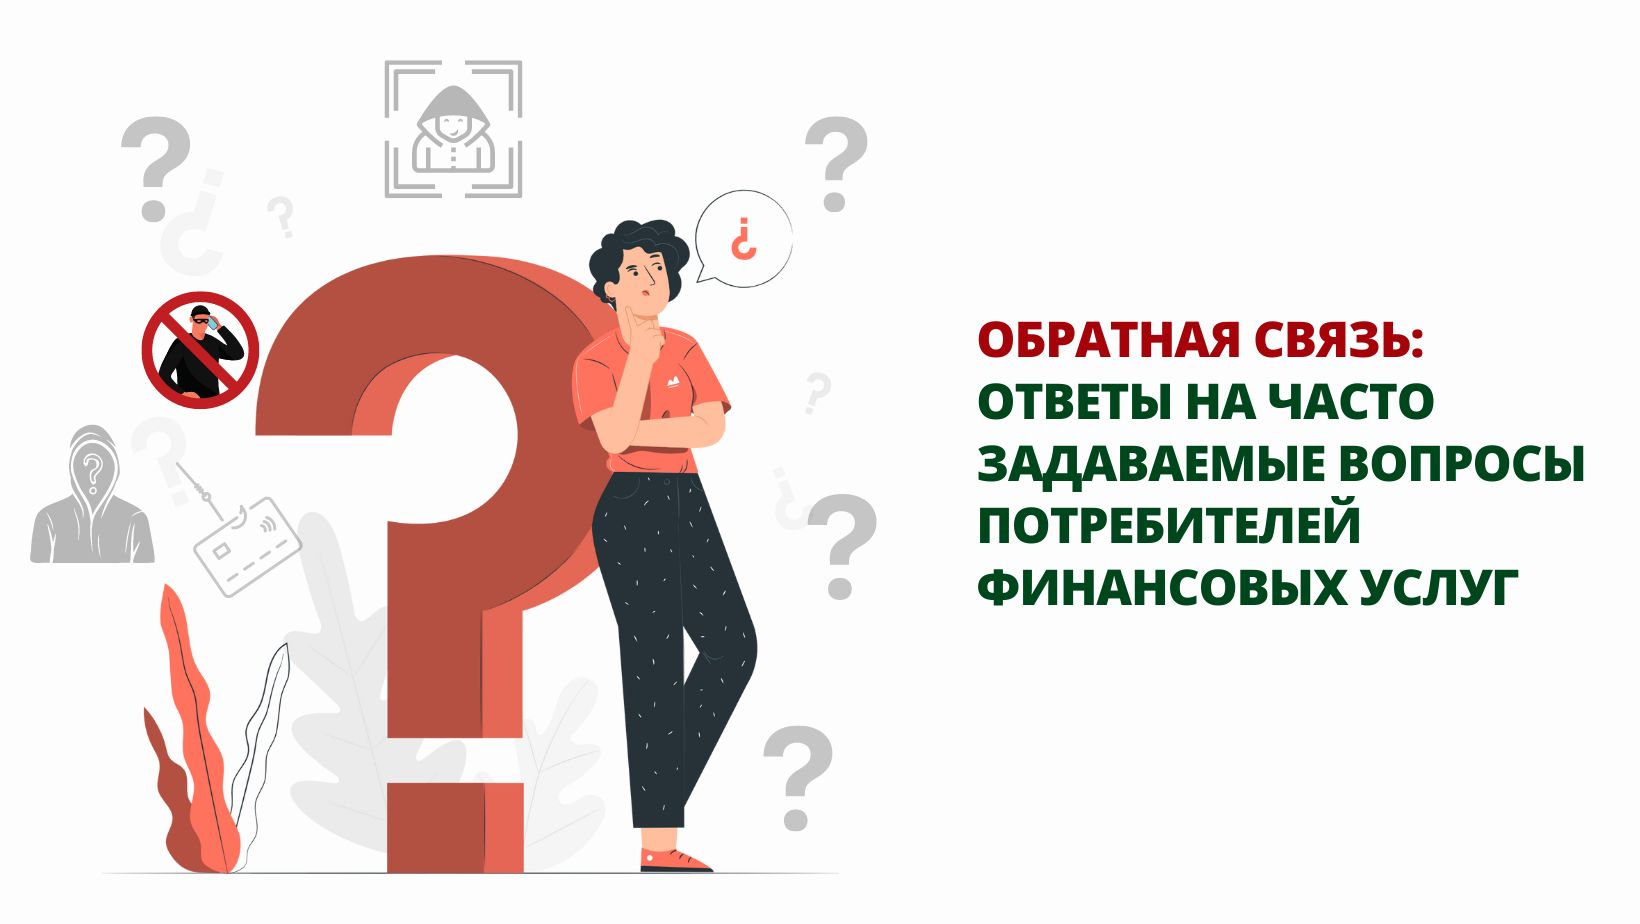 ОБРАТНАЯ СВЯЗЬ:
ОТВЕТЫ НА ЧАСТО
ЗАДАВАЕМЫЕ ВОПРОСЫ
ПОТРЕБИТЕЛЕЙ
ФИНАНСОВЫХ УСЛУГ